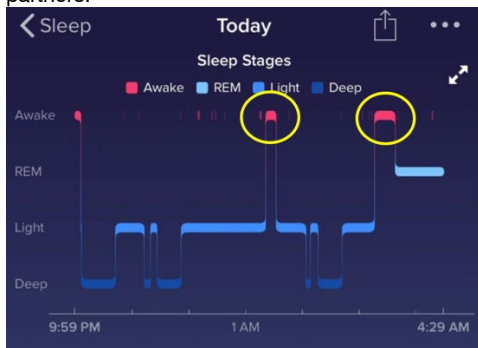 partners.
Sleep Today
Sleep Stages
Awake REM Light Deep
Awake
REM
Light
Deep
9:59 PM 1 AM 4:29 AM